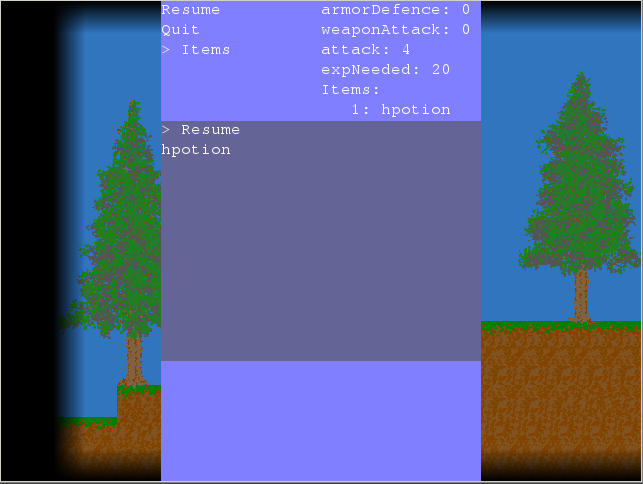 Resume
Quit
> Items
armorDefence: 0
weaponAttack: 0
attack: 4
expNeeded: 20
Items:
1: hpotion
> Resume
hpotion